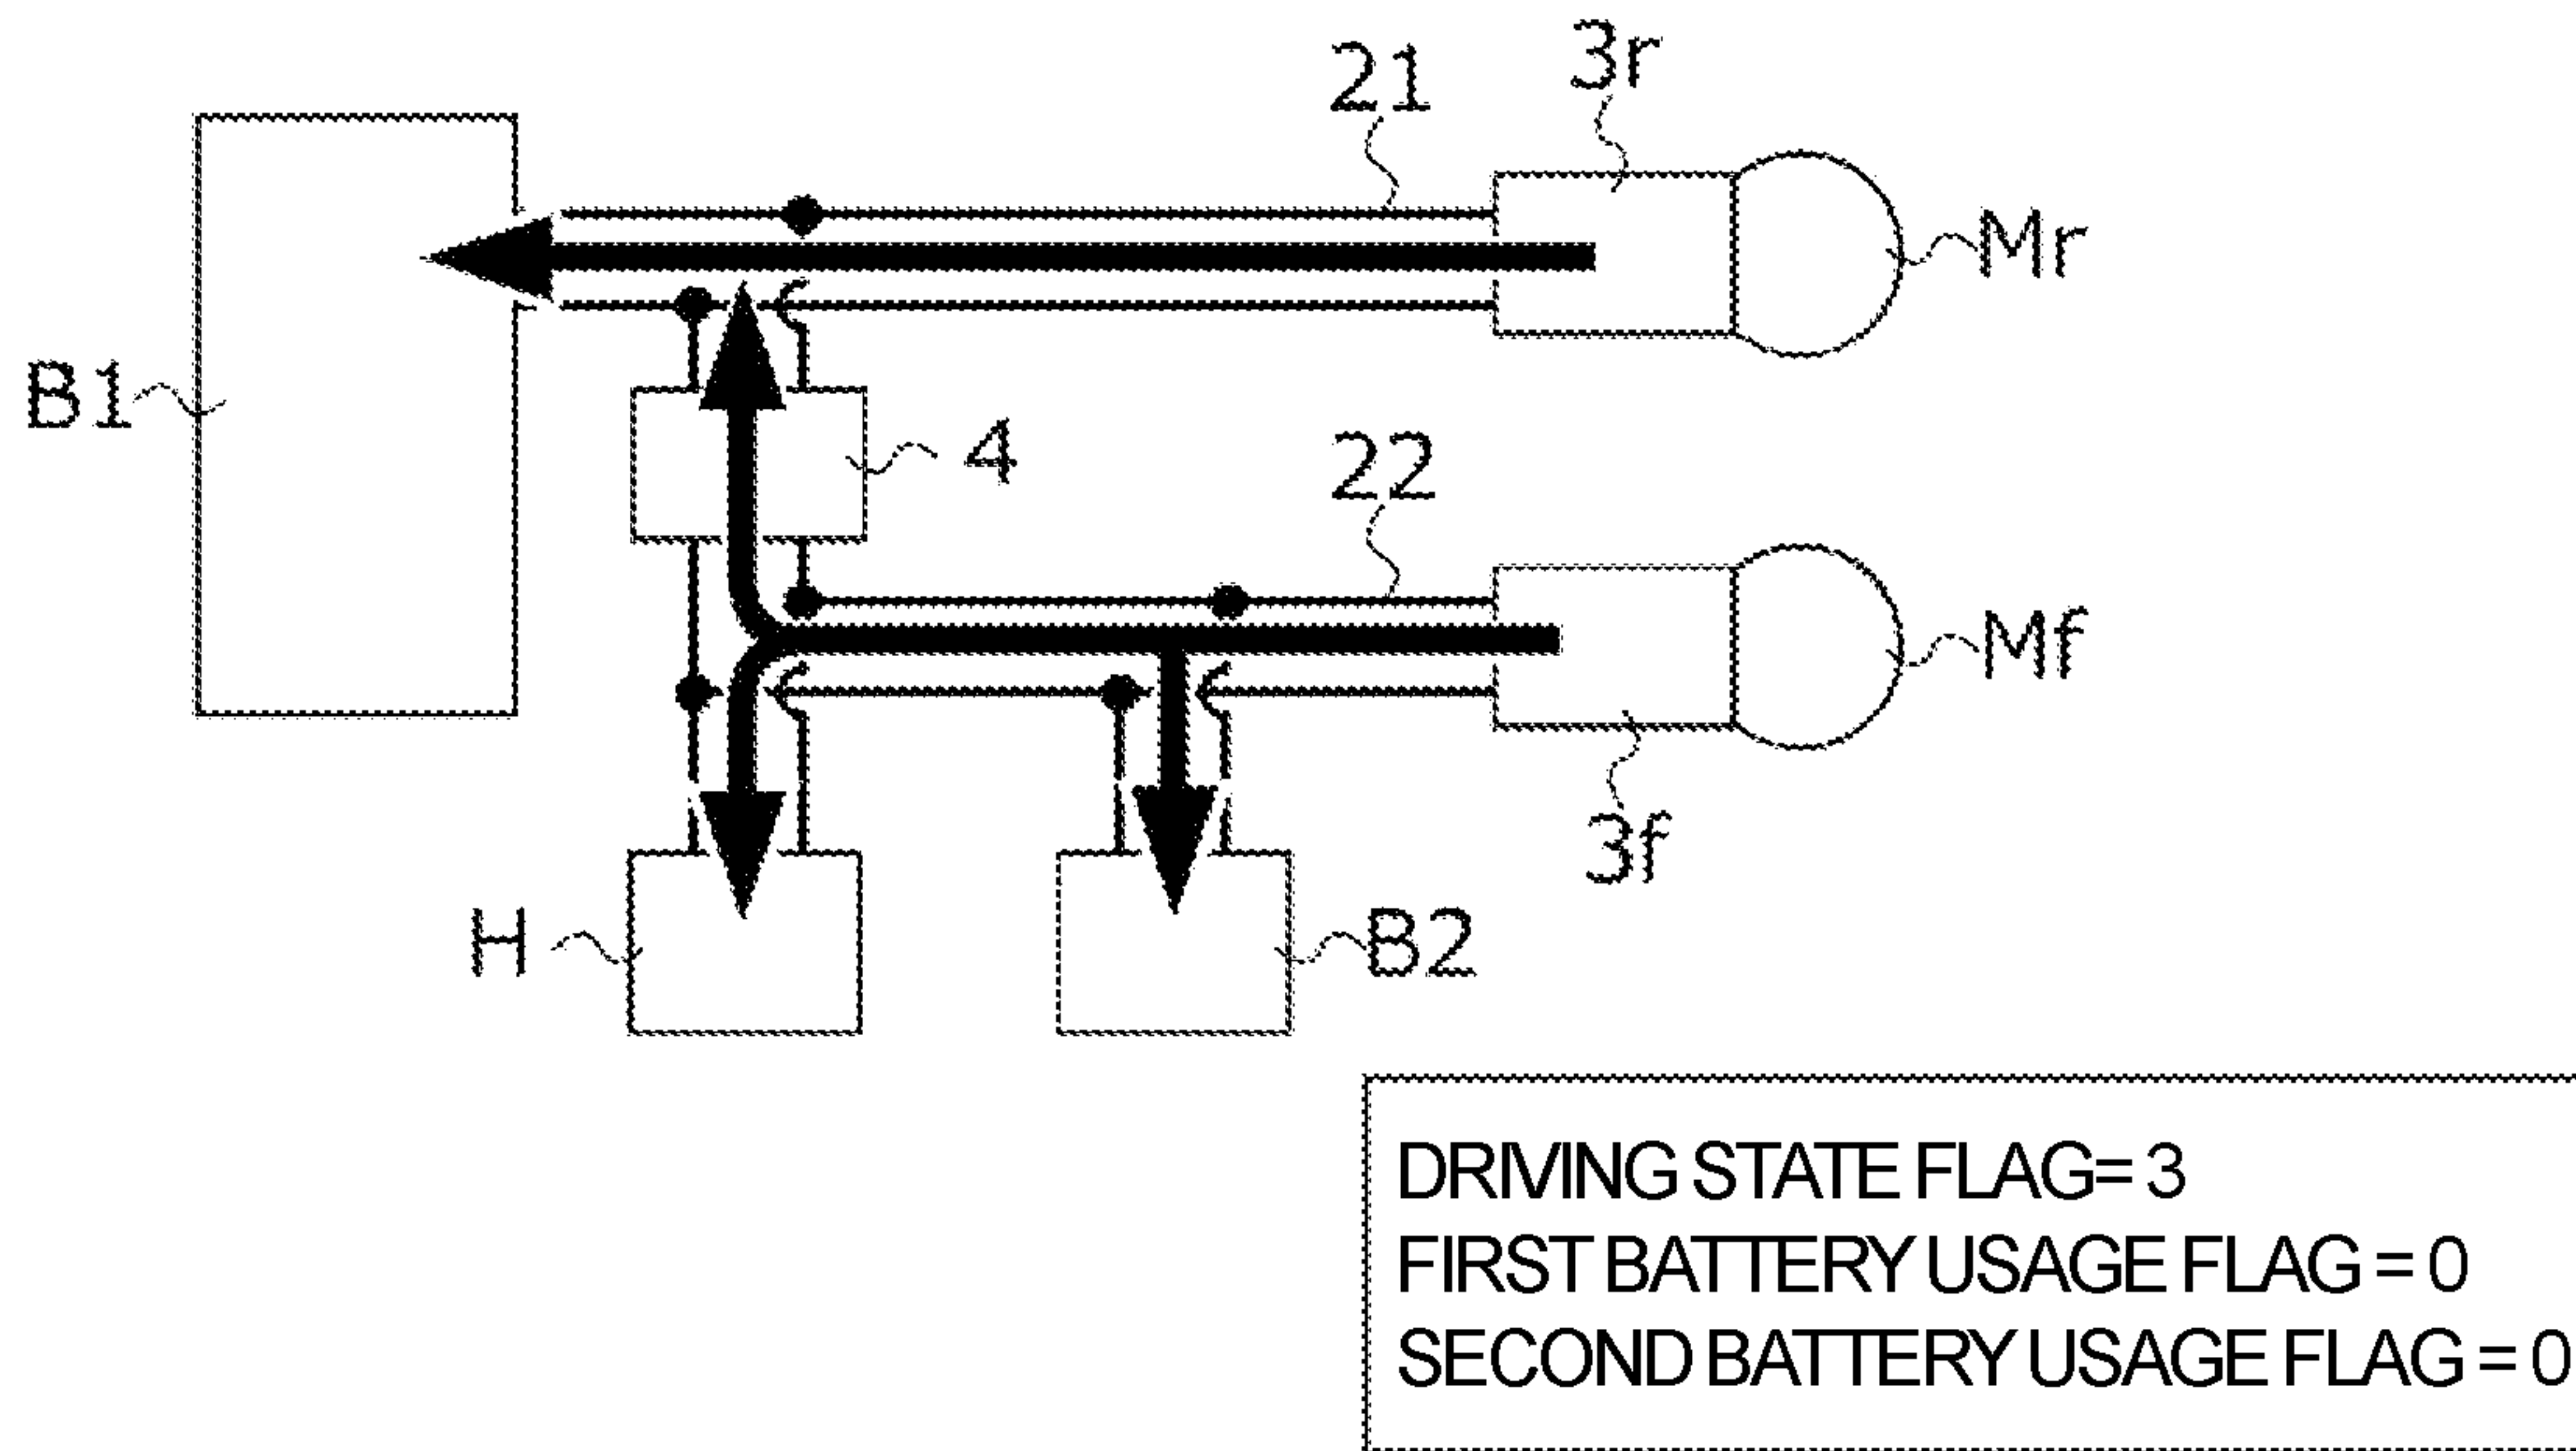 3r
21
Mr
B1
4
22
Mf
3f
H
B2
DRIVING STATE FLAG= 3
FIRST BATTERY USAGE FLAG = 0
SECOND BATTERY USAGE FLAG = 0